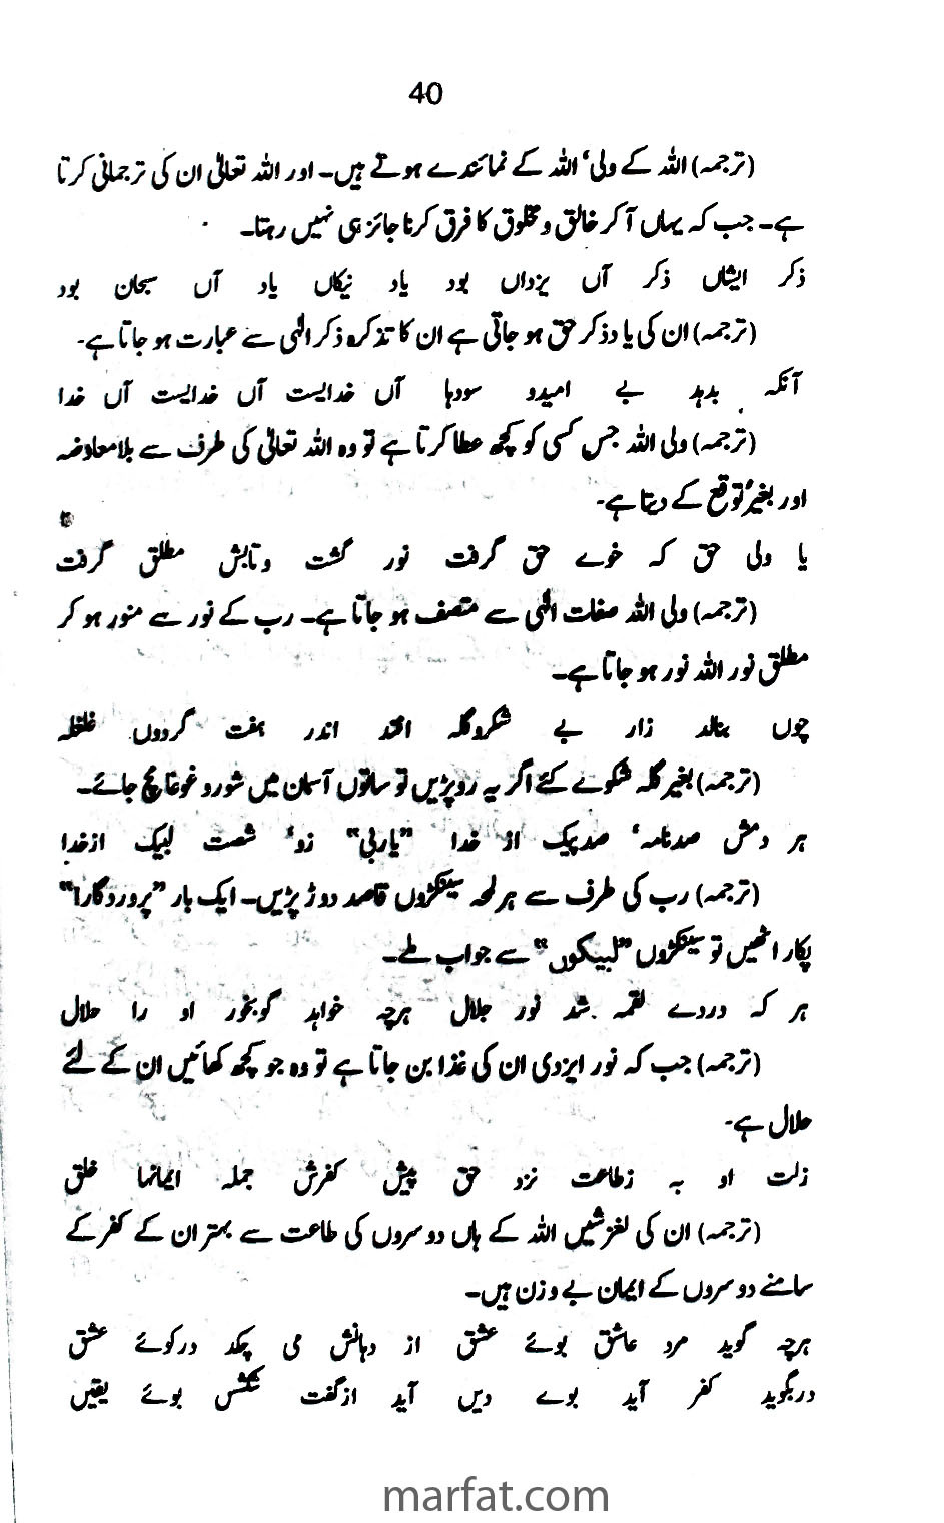 40
(ترجمہ) اللہ کے ولی' اللہ کے نمائندے ہوتے ہیں۔ اور اللہ تعالیٰ ان کی ترجمانی کرتا
ہے۔ جب کہ یہاں آ کر خالق و مخلوق کا فرق کرنا جائز ہی نہیں رہتا۔
ذکر ایشاں ذکر آں یزداں بود یاد نیکاں یاد آں سبحان بود
(ترجمہ) ان کی یاد ذکر حق ہو جاتی ہے ان کا تذکرہ ذکر الٰہی سے عبارت ہو جاتا ہے۔
آنکہ بدہد بے امیدو سودہا آں خدایست آں خدایست آں خدا
(ترجمہ) ولی اللہ جس کسی کو کچھ عطا کرتا ہے تو وہ اللہ تعالیٰ کی طرف سے بلامعاوضہ
اور بغیر توقع کے دیتا ہے۔
یا ولی حق کہ خوے حق گرفت نور گشت وتابش مطلق گرفت
(ترجمہ) ولی اللہ صفات الٰہی سے متصف ہو جاتا ہے۔ رب کے نور سے منور ہو کر
مطلق نور اللہ نور ہو جاتا ہے۔
چوں بنالد زار بے شکروگلہ افتد اندر ہفت گردوں غلغلہ
(ترجمہ) بغیر گلہ شکوے کئے اگر یہ رو پڑیں تو ساتوں آسمان میں شور و غوغا مچ جائے۔
ہر دمش صدنامہ' صدپیک از خدا "یاربی" زو' شصت لبیک ازخدا
(ترجمہ) رب کی طرف سے ہر لمحہ سینکڑوں قاصد دوڑ پڑیں۔ ایک بار "پروردگارا"
پکار اٹھیں تو سینکڑوں "لبیکوں" سے جواب ملے۔
ہر کہ دردے لقمہ شد نور جلال ہرچہ خواہد گوبخور او را حلال
(ترجمہ) جب کہ نور ایزدی ان کی غذا بن جاتا ہے تو وہ جو کچھ کھائیں ان کے لئے
حلال ہے۔
زلت او بہ زطاعت نزد حق پیش کفرش جملہ ایمانہا خلق
(ترجمہ) ان کی لغزشیں اللہ کے ہاں دوسروں کی طاعت سے بہتر ان کے کفر کے
سامنے دوسروں کے ایمان بے وزن ہیں۔
ہرچہ گوید مرد عاشق بوئے عشق از دہانش می چکد درکوئے عشق
دربگوید کفر آید بوے دیں آید ازگفت شکش بوئے یقیں
marfat.com